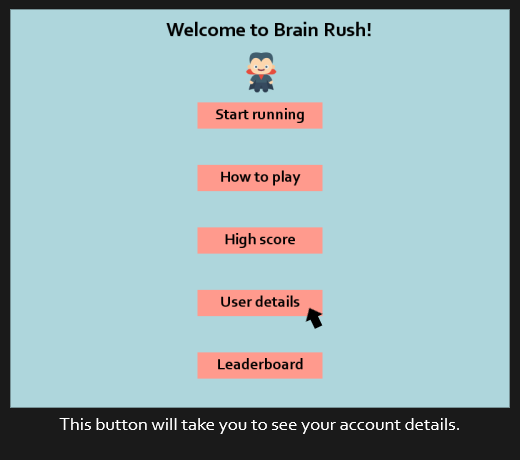 Welcome to Brain Rush!
Start running
How to play
High score
User details
Leaderboard
This button will take you to see your account details.